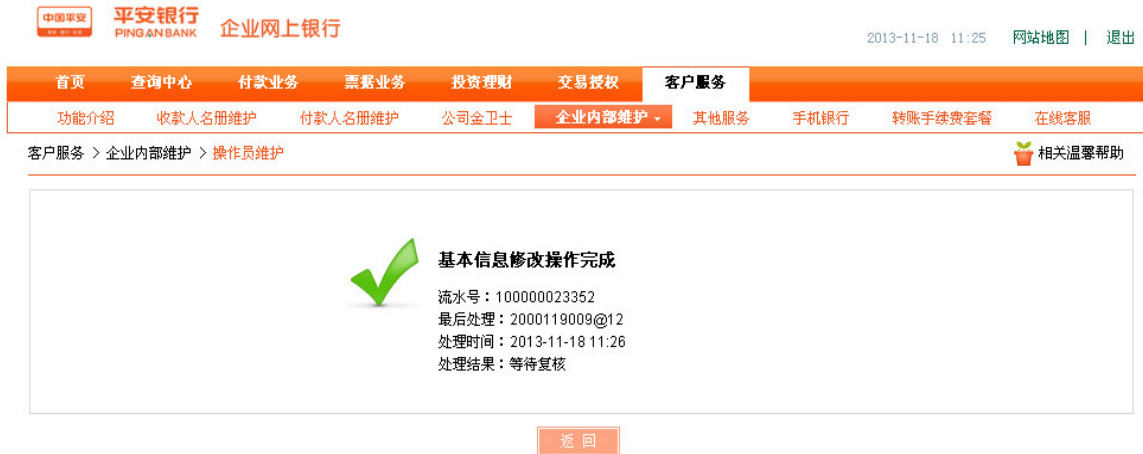 中国平安 平安银行 企业网上银行
PING AN BANK
2013-11-18 11:25 网站地图 | 退出
首页 查询中心 付款业务 票据业务 投资理财 交易授权 客户服务
功能介绍 收款人名册维护 付款人名册维护 公司金卫士 企业内部维护 其他服务 手机银行 转账手续费套餐 在线客服
客户服务 > 企业内部维护 > 操作员维护 相关温馨帮助
基本信息修改操作完成
流水号：100000023352
最后处理：2000119009@12
处理时间：2013-11-18 11:26
处理结果：等待复核
返 回